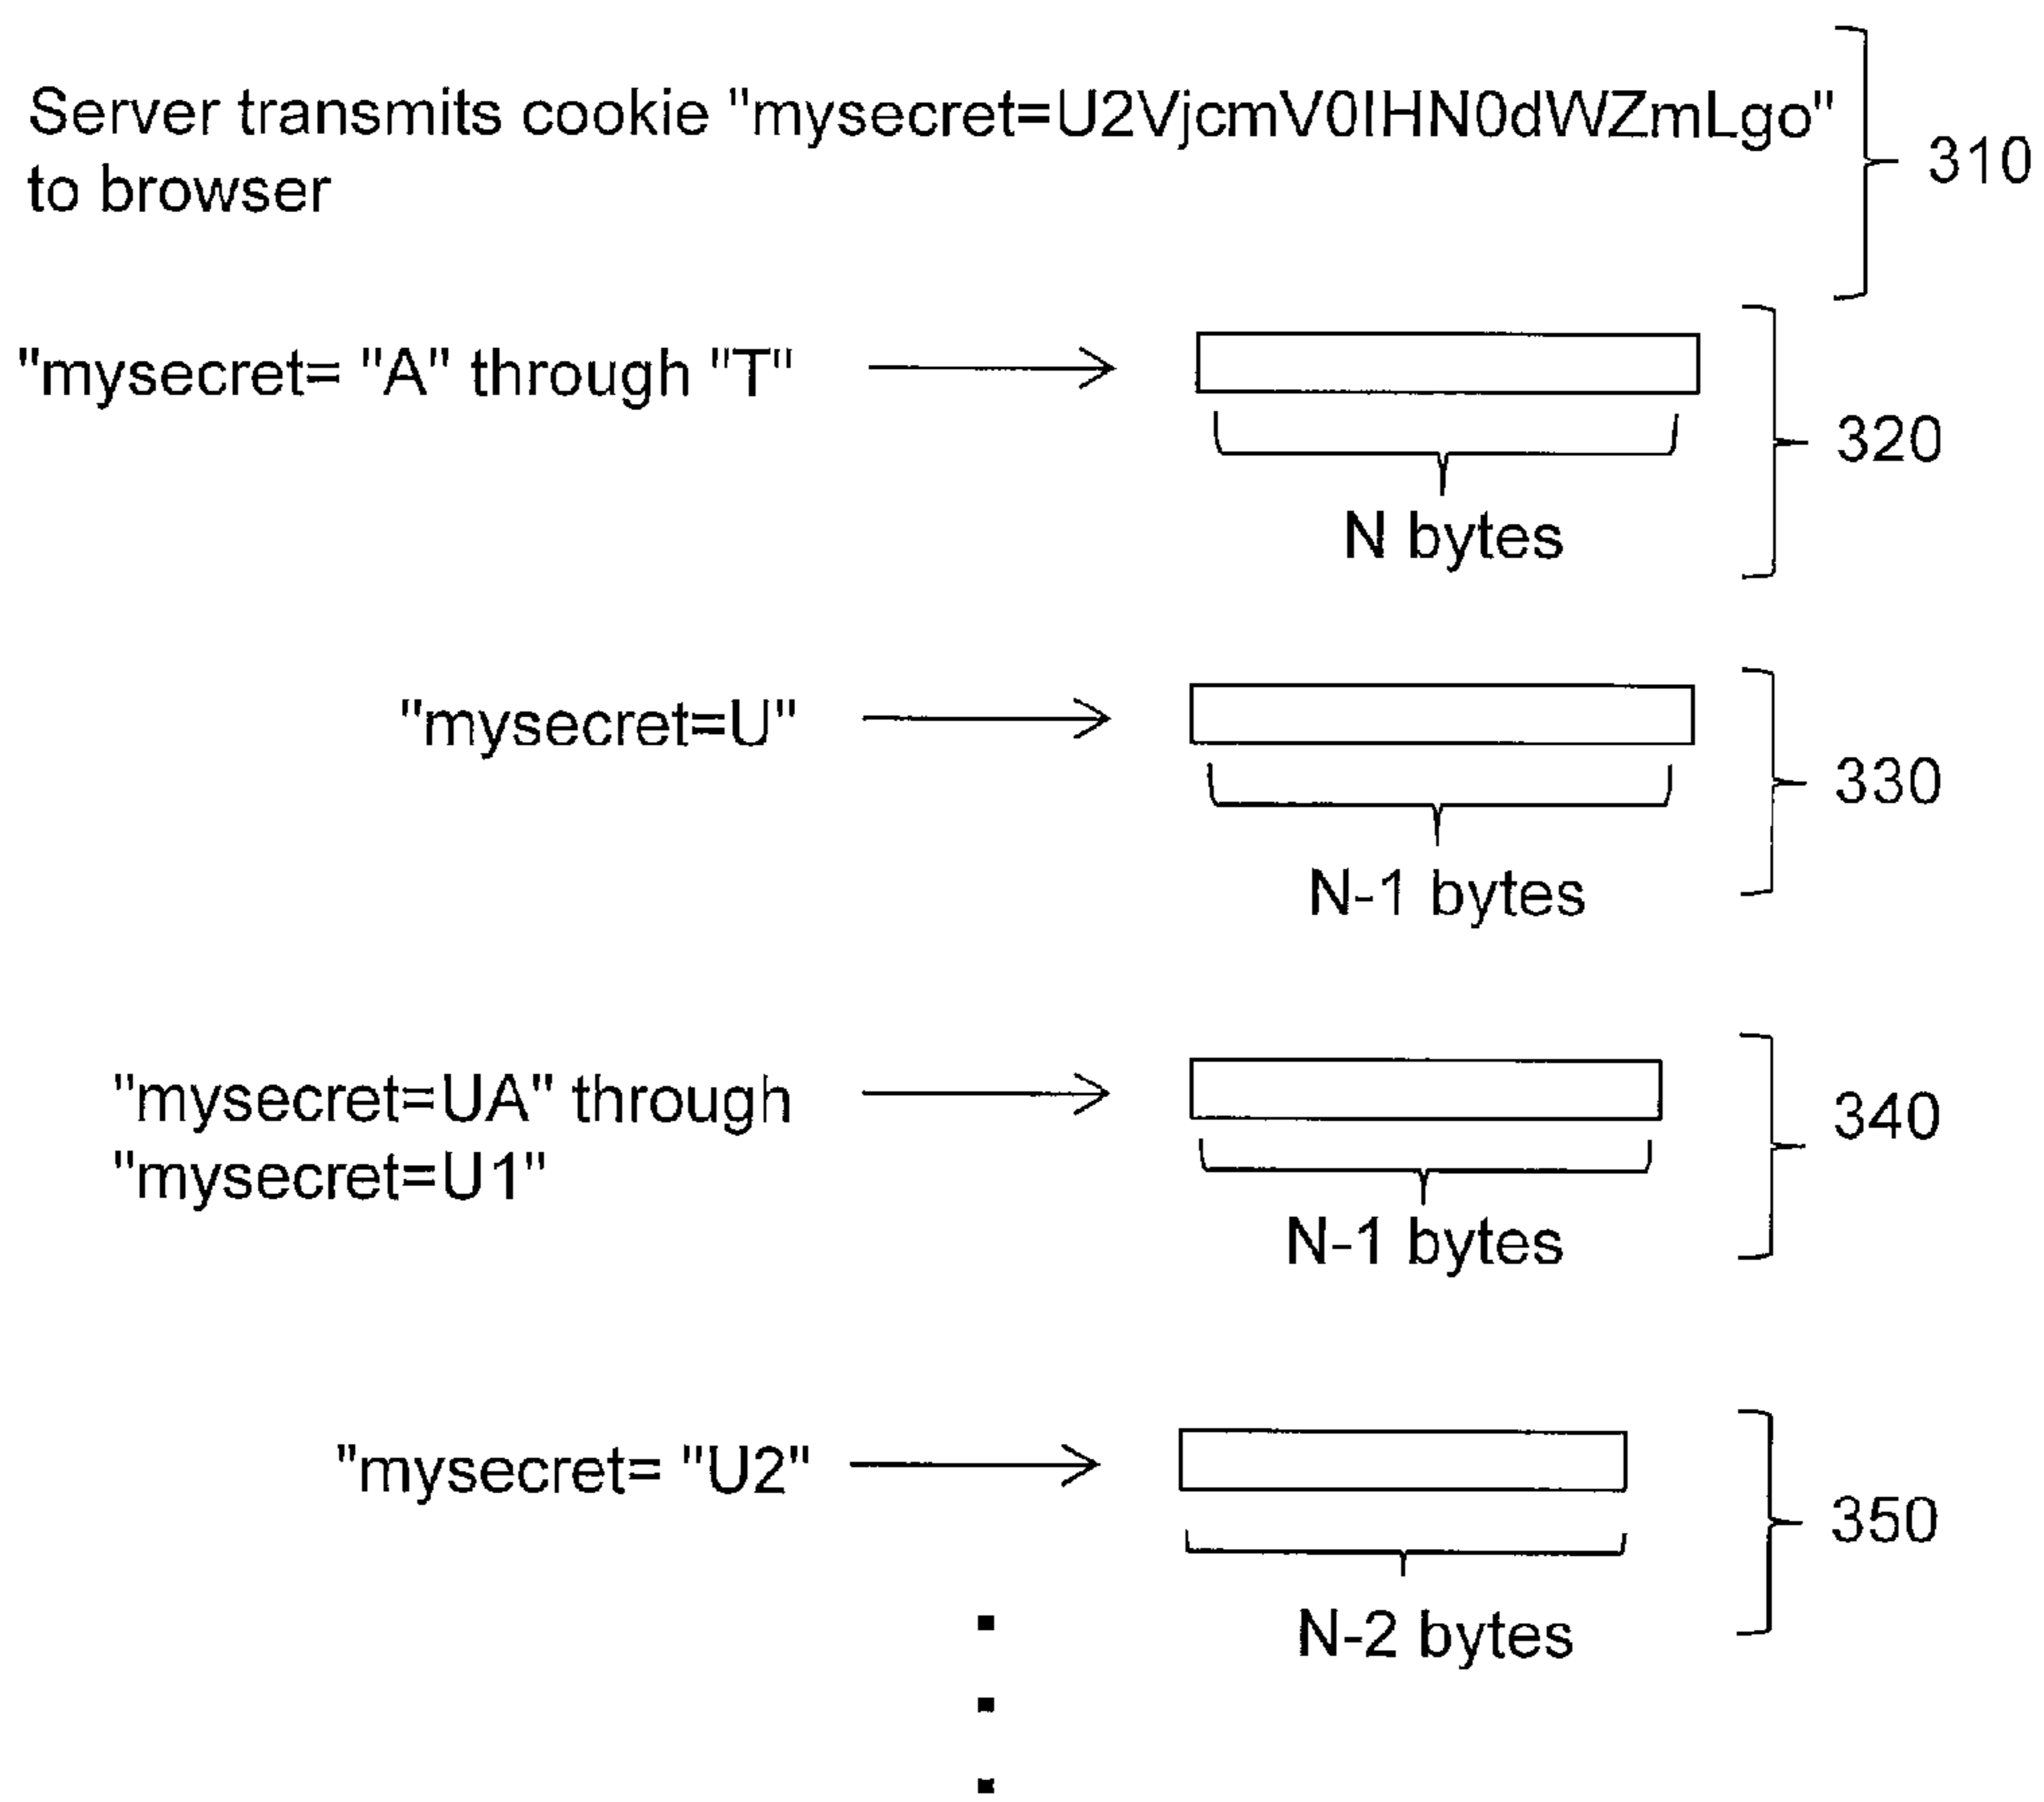 Server transmits cookie "mysecret=U2VjcmV0IHN0dWZmLgo"
to browser
310
"mysecret= "A" through "T"
320
N bytes
"mysecret=U"
330
N-1 bytes
"mysecret=UA" through
"mysecret=U1"
340
N-1 bytes
"mysecret= "U2"
350
N-2 bytes